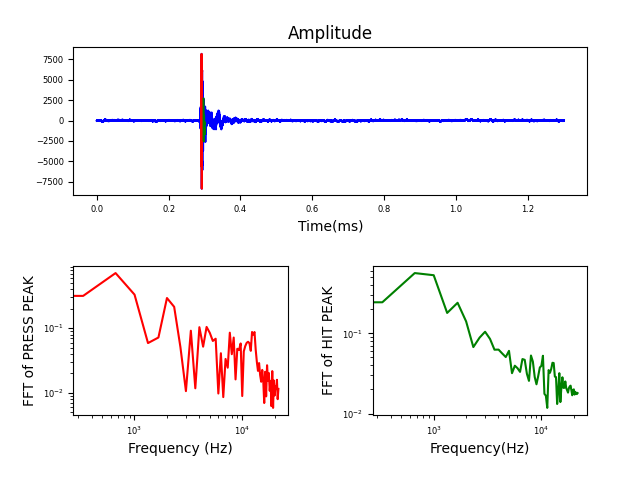 Amplitude
7500
5000
2500
0
−2500
−5000
−7500
0.0 0.2 0.4 0.6 0.8 1.0 1.2
Time(ms)
FFT of PRESS PEAK
10⁻¹
10⁻²
10³ 10⁴
Frequency (Hz)
FFT of HIT PEAK
10⁻¹
10⁻²
10³ 10⁴
Frequency(Hz)